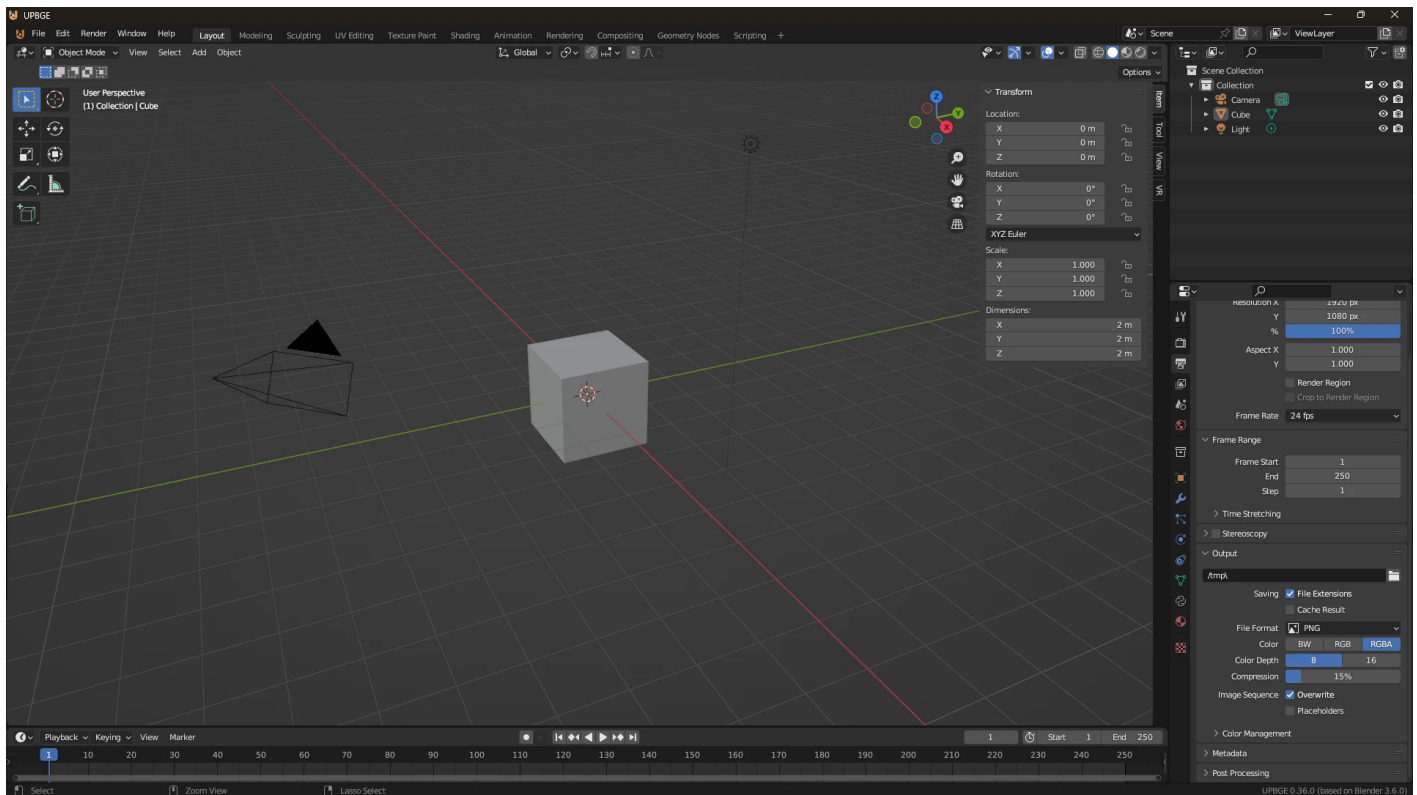 UPBGE
File Edit Render Window Help Layout Modeling Sculpting UV Editing Texture Paint Shading Animation Rendering Compositing Geometry Nodes Scripting + Scene ViewLayer
Object Mode View Select Add Object Global
Options
User Perspective
(1) Collection | Cube
Z
Y
X
Transform
Location:
X 0 m
Y 0 m
Z 0 m
Rotation:
X 0°
Y 0°
Z 0°
XYZ Euler
Scale:
X 1.000
Y 1.000
Z 1.000
Dimensions:
X 2 m
Y 2 m
Z 2 m
Item
Tool
View
VR
Scene Collection
Collection
Camera
Cube
Light
Resolution X 1920 px
Y 1080 px
% 100%
Aspect X 1.000
Y 1.000
Render Region
Crop to Render Region
Frame Rate 24 fps
Frame Range
Frame Start 1
End 250
Step 1
Time Stretching
Stereoscopy
Output
/tmp\
Saving File Extensions
Cache Result
File Format PNG
Color BW RGB RGBA
Color Depth 8 16
Compression 15%
Image Sequence Overwrite
Placeholders
Color Management
Metadata
Post Processing
Playback Keying View Marker 1 Start 1 End 250
1 10 20 30 40 50 60 70 80 90 100 110 120 130 140 150 160 170 180 190 200 210 220 230 240 250
Select Zoom View Lasso Select UPBGE 0.36.0 (based on Blender 3.6.0)